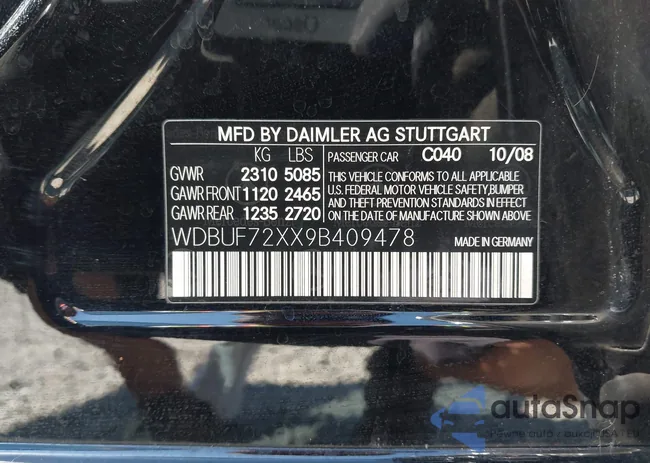 MFD BY DAIMLER AG STUTTGART
KG LBS PASSENGER CAR C040 10/08
GVWR 2310 5085
GAWR FRONT 1120 2465
GAWR REAR 1235 2720
THIS VEHICLE CONFORMS TO ALL APPLICABLE
U.S. FEDERAL MOTOR VEHICLE SAFETY,BUMPER
AND THEFT PREVENTION STANDARDS IN EFFECT
ON DATE OF MANUFACTURE SHOWN ABOVE.
WDBUF72XX9B409478 MADE IN GERMANY
autoSnap